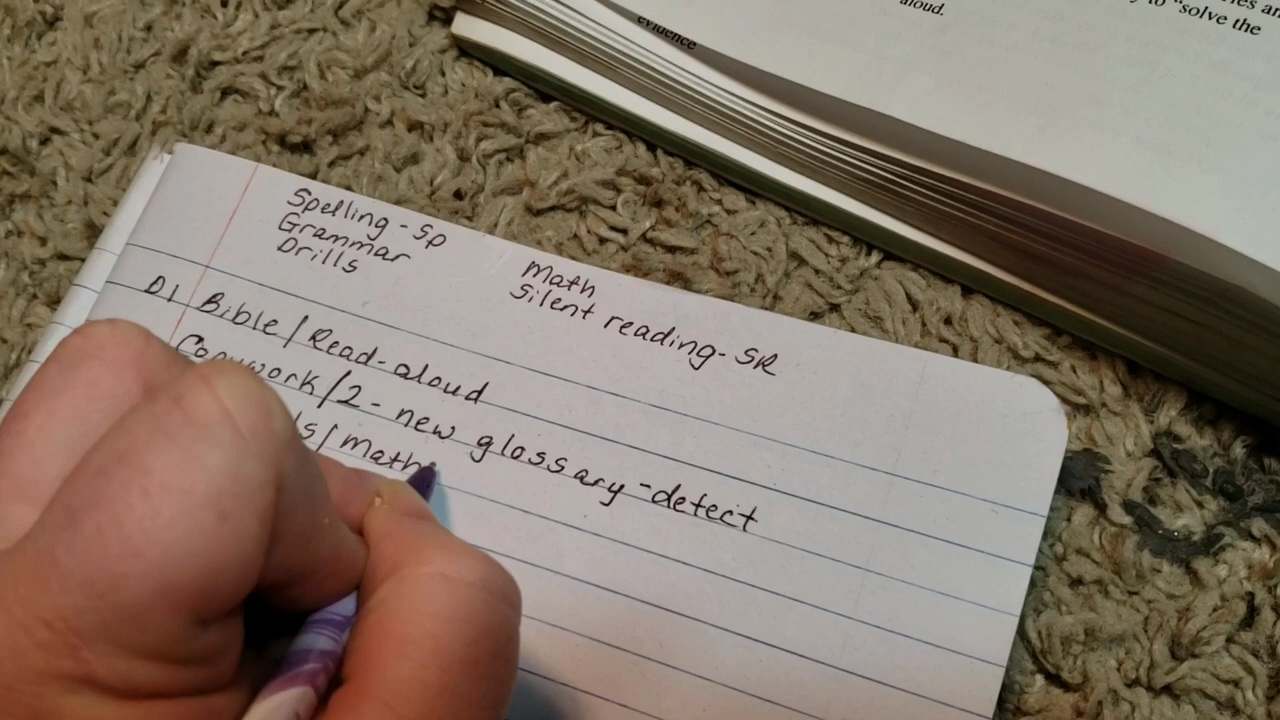 aloud.
"solve the
evidence
Spelling - Sp
Grammar
Drills
Math
Silent reading - SR
D1 Bible/Read-aloud
Copywork/2 - new glossary - detect
ls/Math